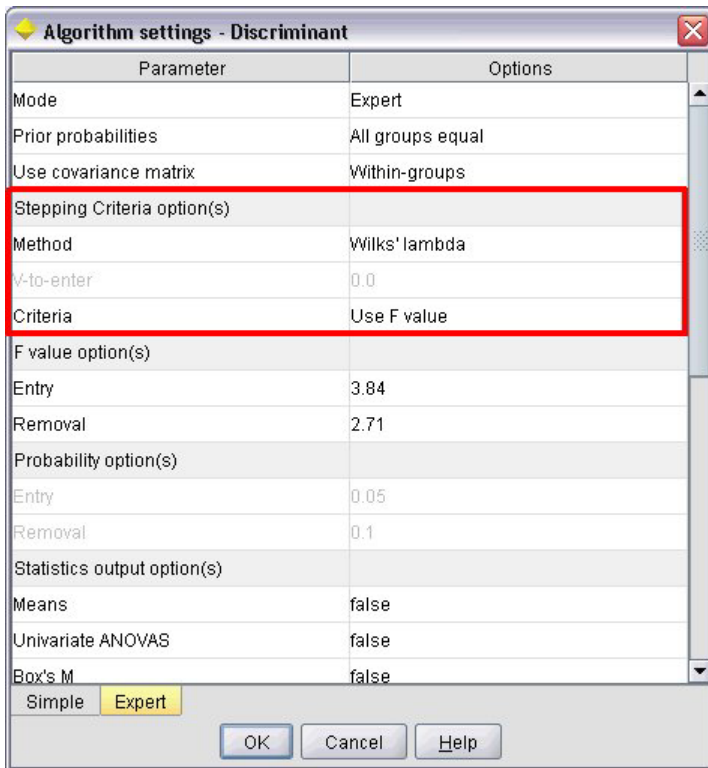 Algorithm settings - Discriminant
Parameter Options
Mode Expert
Prior probabilities All groups equal
Use covariance matrix Within-groups
Stepping Criteria option(s)
Method Wilks' lambda
V-to-enter 0.0
Criteria Use F value
F value option(s)
Entry 3.84
Removal 2.71
Probability option(s)
Entry 0.05
Removal 0.1
Statistics output option(s)
Means false
Univariate ANOVAS false
Box's M false
Simple Expert
OK Cancel Help